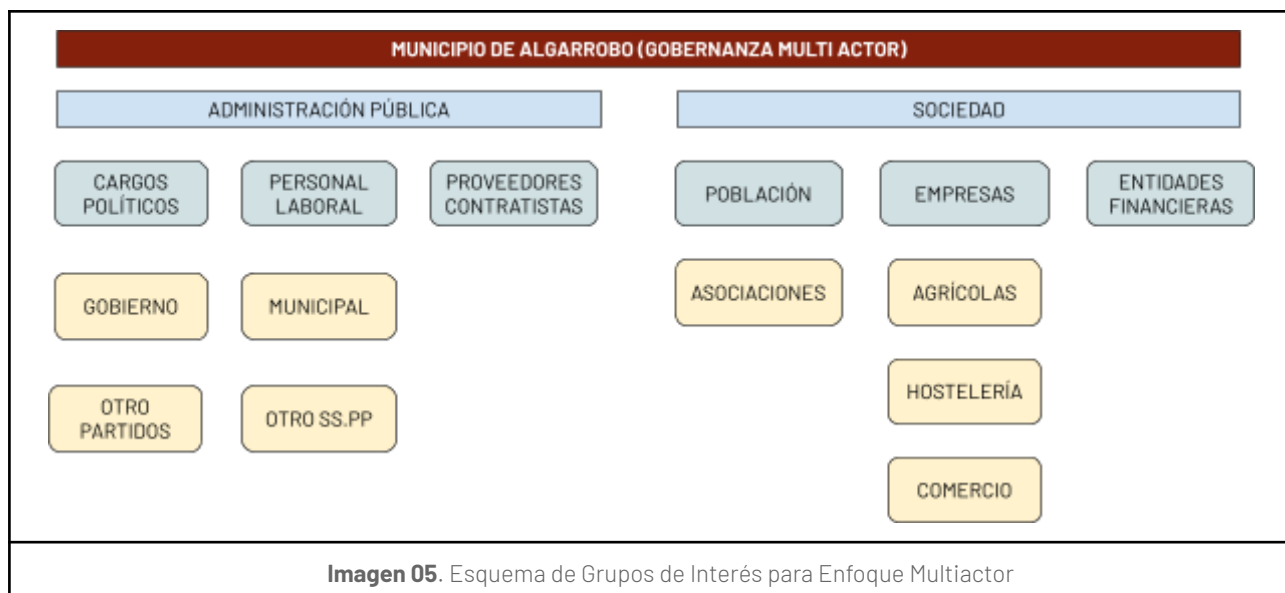 MUNICIPIO DE ALGARROBO (GOBERNANZA MULTI ACTOR)
ADMINISTRACIÓN PÚBLICA
SOCIEDAD
CARGOS
POLÍTICOS
PERSONAL
LABORAL
PROVEEDORES
CONTRATISTAS
POBLACIÓN
EMPRESAS
ENTIDADES
FINANCIERAS
GOBIERNO
MUNICIPAL
ASOCIACIONES
AGRÍCOLAS
OTRO
PARTIDOS
OTRO SS.PP
HOSTELERÍA
COMERCIO
Imagen 05. Esquema de Grupos de Interés para Enfoque Multiactor